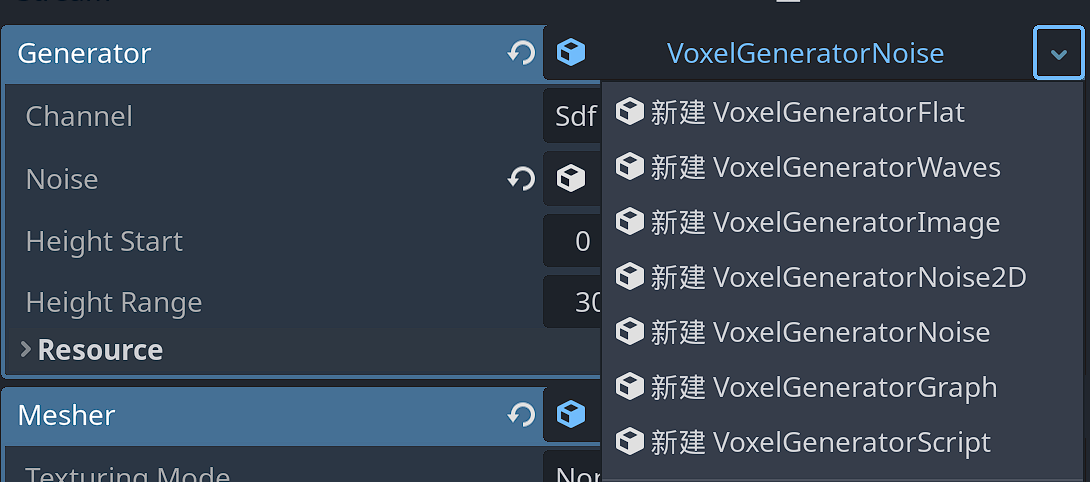 Generator
VoxelGeneratorNoise
Channel
Sdf
新建 VoxelGeneratorFlat
Noise
新建 VoxelGeneratorWaves
Height Start
0
新建 VoxelGeneratorImage
Height Range
30
新建 VoxelGeneratorNoise2D
Resource
新建 VoxelGeneratorNoise
Mesher
新建 VoxelGeneratorGraph
新建 VoxelGeneratorScript
Texturing Mode